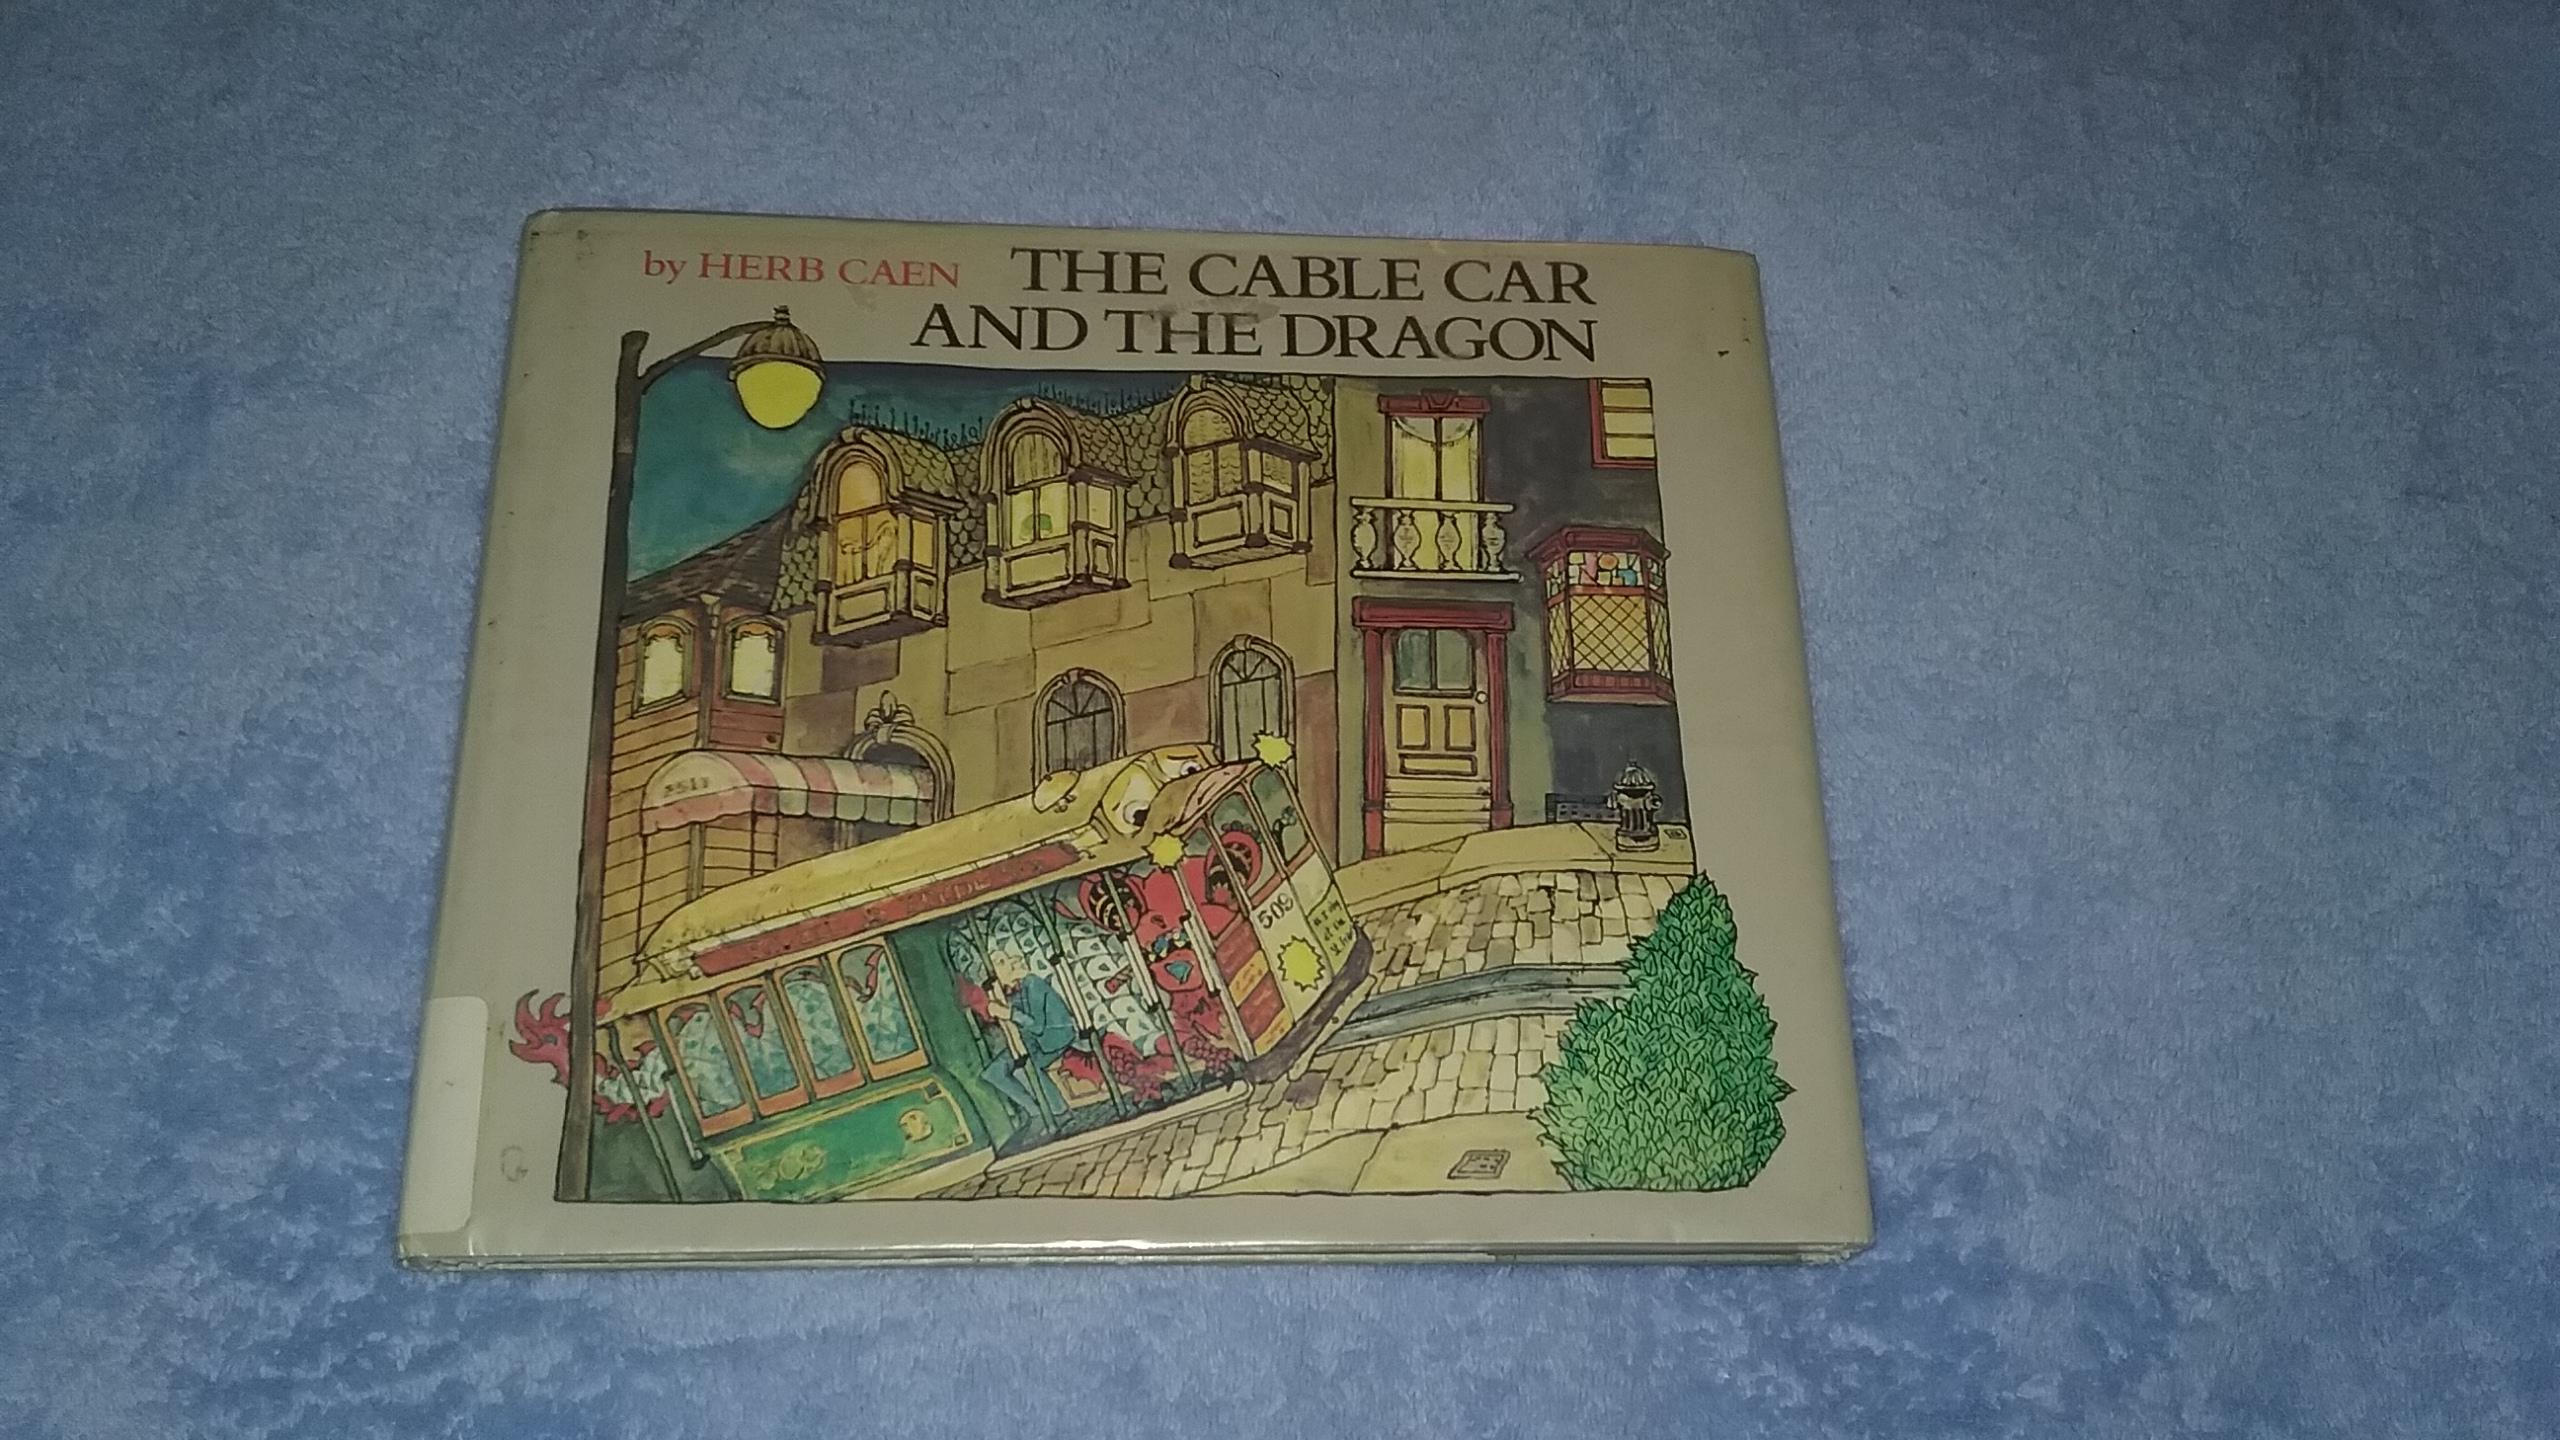 by HERB CAEN
THE CABLE CAR
AND THE DRAGON
509